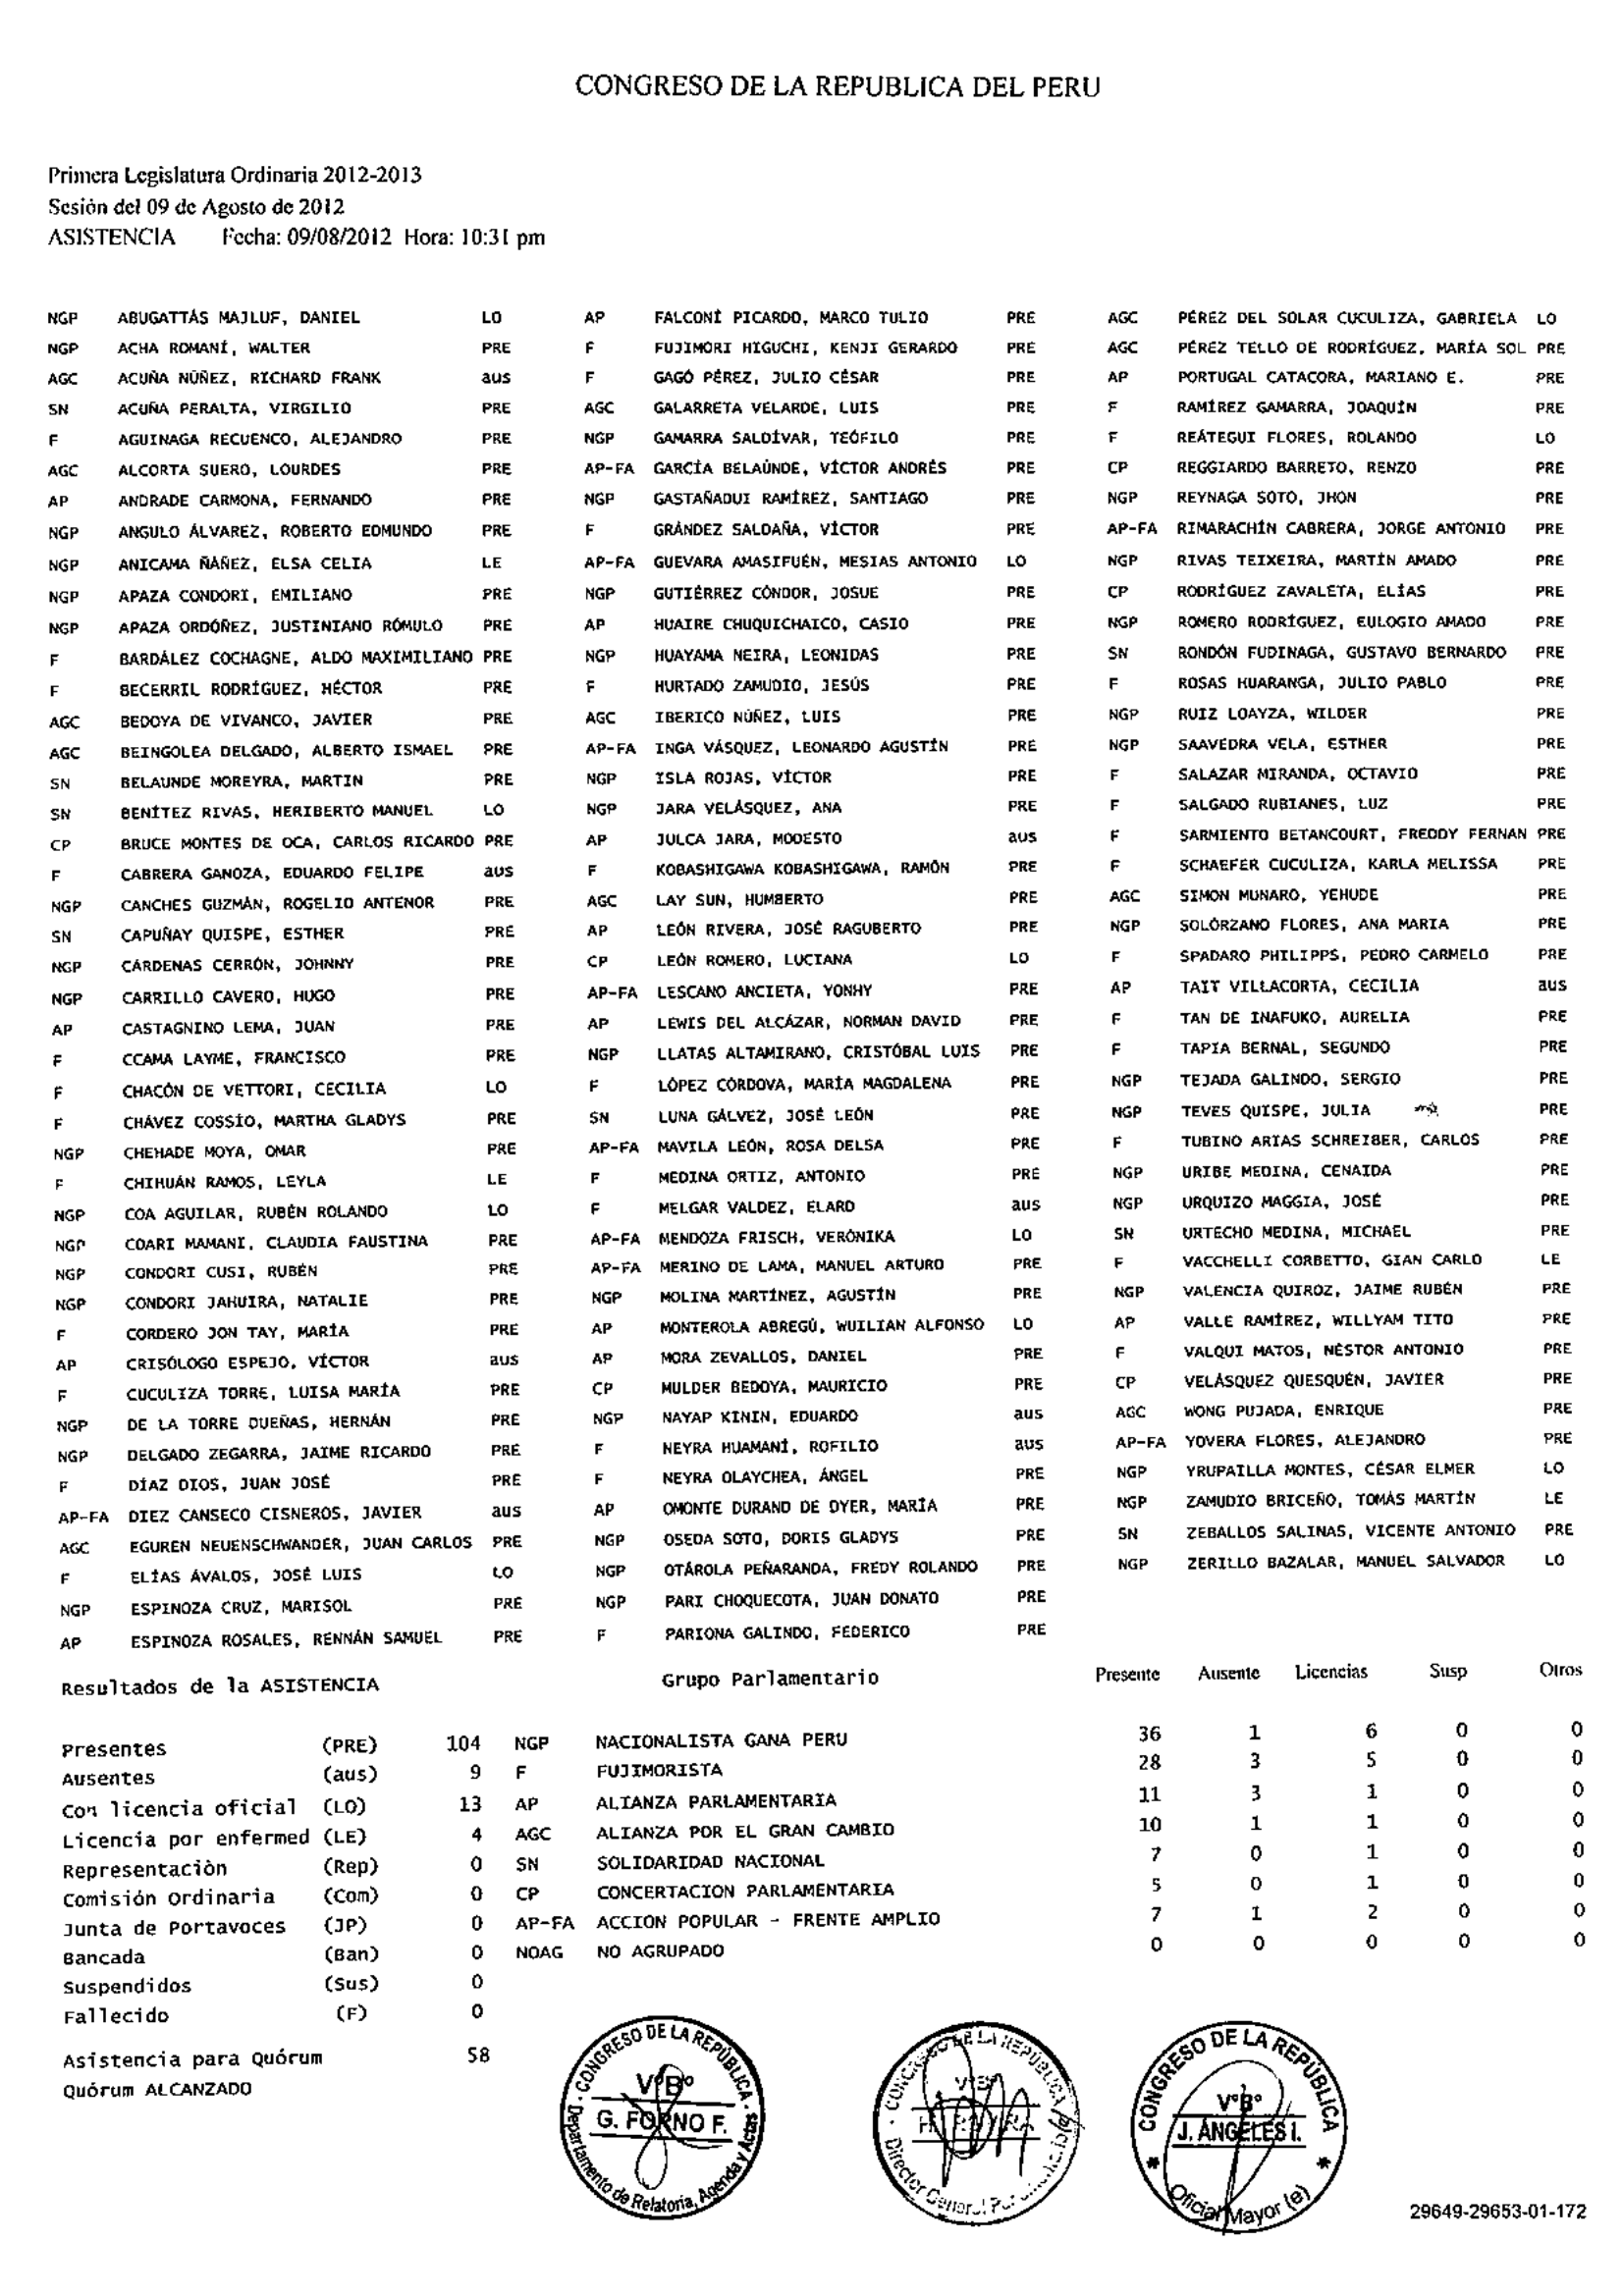 CONGRESO DE LA REPUBLICA DEL PERU
Primera Legislatura Ordinaria 2012-2013
Sesión del 09 de Agosto de 2012
ASISTENCIA Fecha: 09/08/2012 Hora: 10:31 pm
NGP ABUGATTÁS MAJLUF, DANIEL LO
NGP ACHA ROMANÍ, WALTER PRE
AGC ACUÑA NÚÑEZ, RICHARD FRANK aus
SN ACUÑA PERALTA, VIRGILIO PRE
F AGUINAGA RECUENCO, ALEJANDRO PRE
AGC ALCORTA SUERO, LOURDES PRE
AP ANDRADE CARMONA, FERNANDO PRE
NGP ANGULO ÁLVAREZ, ROBERTO EDMUNDO PRE
NGP ANICAMA ÑÁÑEZ, ELSA CELIA LE
NGP APAZA CONDORI, EMILIANO PRE
NGP APAZA ORDÓÑEZ, JUSTINIANO RÓMULO PRE
F BARDÁLEZ COCHAGNE, ALDO MAXIMILIANO PRE
F BECERRIL RODRÍGUEZ, HÉCTOR PRE
AGC BEDOYA DE VIVANCO, JAVIER PRE
AGC BEINGOLEA DELGADO, ALBERTO ISMAEL PRE
SN BELAUNDE MOREYRA, MARTIN PRE
SN BENÍTEZ RIVAS, HERIBERTO MANUEL LO
CP BRUCE MONTES DE OCA, CARLOS RICARDO PRE
F CABRERA GANOZA, EDUARDO FELIPE aus
NGP CANCHES GUZMÁN, ROGELIO ANTENOR PRE
SN CAPUÑAY QUISPE, ESTHER PRE
NGP CÁRDENAS CERRÓN, JOHNNY PRE
NGP CARRILLO CAVERO, HUGO PRE
AP CASTAGNINO LEMA, JUAN PRE
F CCAMA LAYME, FRANCISCO PRE
F CHACÓN DE VETTORI, CECILIA LO
F CHÁVEZ COSSÍO, MARTHA GLADYS PRE
NGP CHEHADE MOYA, OMAR PRE
F CHIHUÁN RAMOS, LEYLA LE
NGP COA AGUILAR, RUBÉN ROLANDO LO
NGP COARI MAMANI, CLAUDIA FAUSTINA PRE
NGP CONDORI CUSI, RUBÉN PRE
NGP CONDORI JAHUIRA, NATALIE PRE
F CORDERO JON TAY, MARÍA PRE
AP CRISÓLOGO ESPEJO, VÍCTOR aus
F CUCULIZA TORRE, LUISA MARÍA PRE
NGP DE LA TORRE DUEÑAS, HERNÁN PRE
NGP DELGADO ZEGARRA, JAIME RICARDO PRE
F DÍAZ DIOS, JUAN JOSÉ PRE
AP-FA DIEZ CANSECO CISNEROS, JAVIER aus
AGC EGUREN NEUENSCHWANDER, JUAN CARLOS PRE
F ELÍAS ÁVALOS, JOSÉ LUIS LO
NGP ESPINOZA CRUZ, MARISOL PRE
AP ESPINOZA ROSALES, RENNÁN SAMUEL PRE
AP FALCONÍ PICARDO, MARCO TULIO PRE
F FUJIMORI HIGUCHI, KENJI GERARDO PRE
F GAGÓ PÉREZ, JULIO CÉSAR PRE
AGC GALARRETA VELARDE, LUIS PRE
NGP GAMARRA SALDÍVAR, TEÓFILO PRE
AP-FA GARCÍA BELAÚNDE, VÍCTOR ANDRÉS PRE
NGP GASTAÑADUI RAMÍREZ, SANTIAGO PRE
F GRÁNDEZ SALDAÑA, VÍCTOR PRE
AP-FA GUEVARA AMASIFUÉN, MESIAS ANTONIO LO
NGP GUTIÉRREZ CÓNDOR, JOSUÉ PRE
AP HUAIRE CHUQUICHAICO, CASIO PRE
NGP HUAYAMA NEIRA, LEONIDAS PRE
F HURTADO ZAMUDIO, JESÚS PRE
AGC IBERICO NÚÑEZ, LUIS PRE
AP-FA INGA VÁSQUEZ, LEONARDO AGUSTÍN PRE
NGP ISLA ROJAS, VÍCTOR PRE
NGP JARA VELÁSQUEZ, ANA PRE
AP JULCA JARA, MODESTO aus
F KOBASHIGAWA KOBASHIGAWA, RAMÓN PRE
AGC LAY SUN, HUMBERTO PRE
AP LEÓN RIVERA, JOSÉ RAGUBERTO PRE
CP LEÓN ROMERO, LUCIANA LO
AP-FA LESCANO ANCIETA, YONHY PRE
AP LEWIS DEL ALCÁZAR, NORMAN DAVID PRE
NGP LLATAS ALTAMIRANO, CRISTÓBAL LUIS PRE
F LÓPEZ CÓRDOVA, MARÍA MAGDALENA PRE
SN LUNA GÁLVEZ, JOSÉ LEÓN PRE
AP-FA MAVILA LEÓN, ROSA DELSA PRE
F MEDINA ORTIZ, ANTONIO PRE
F MELGAR VALDEZ, ELARD aus
AP-FA MENDOZA FRISCH, VERÓNIKA LO
AP-FA MERINO DE LAMA, MANUEL ARTURO PRE
NGP MOLINA MARTÍNEZ, AGUSTÍN PRE
AP MONTEROLA ABREGÚ, WUILIAN ALFONSO LO
AP MORA ZEVALLOS, DANIEL PRE
CP MULDER BEDOYA, MAURICIO PRE
NGP NAYAP KININ, EDUARDO aus
F NEYRA HUAMANÍ, ROFILIO aus
F NEYRA OLAYCHEA, ÁNGEL PRE
AP OMONTE DURAND DE DYER, MARÍA PRE
NGP OSEDA SOTO, DORIS GLADYS PRE
NGP OTÁROLA PEÑARANDA, FREDY ROLANDO PRE
NGP PARI CHOQUECOTA, JUAN DONATO PRE
F PARIONA GALINDO, FEDERICO PRE
AGC PÉREZ DEL SOLAR CUCULIZA, GABRIELA LO
AGC PÉREZ TELLO DE RODRÍGUEZ, MARÍA SOL PRE
AP PORTUGAL CATACORA, MARIANO E. PRE
F RAMÍREZ GAMARRA, JOAQUÍN PRE
F REÁTEGUI FLORES, ROLANDO LO
CP REGGIARDO BARRETO, RENZO PRE
NGP REYNAGA SOTO, JHON PRE
AP-FA RIMARACHÍN CABRERA, JORGE ANTONIO PRE
NGP RIVAS TEIXEIRA, MARTÍN AMADO PRE
CP RODRÍGUEZ ZAVALETA, ELÍAS PRE
NGP ROMERO RODRÍGUEZ, EULOGIO AMADO PRE
SN RONDÓN FUDINAGA, GUSTAVO BERNARDO PRE
F ROSAS HUARANGA, JULIO PABLO PRE
NGP RUIZ LOAYZA, WILDER PRE
NGP SAAVEDRA VELA, ESTHER PRE
F SALAZAR MIRANDA, OCTAVIO PRE
F SALGADO RUBIANES, LUZ PRE
F SARMIENTO BETANCOURT, FREDDY FERNAN PRE
F SCHAEFER CUCULIZA, KARLA MELISSA PRE
AGC SIMON MUNARO, YEHUDE PRE
NGP SOLÓRZANO FLORES, ANA MARIA PRE
F SPADARO PHILIPPS, PEDRO CARMELO PRE
AP TAIT VILLACORTA, CECILIA aus
F TAN DE INAFUKO, AURELIA PRE
F TAPIA BERNAL, SEGUNDO PRE
NGP TEJADA GALINDO, SERGIO PRE
NGP TEVES QUISPE, JULIA PRE
F TUBINO ARIAS SCHREIBER, CARLOS PRE
NGP URIBE MEDINA, CENAIDA PRE
NGP URQUIZO MAGGIA, JOSÉ PRE
SN URTECHO MEDINA, MICHAEL PRE
F VACCHELLI CORBETTO, GIAN CARLO LE
NGP VALENCIA QUIROZ, JAIME RUBÉN PRE
AP VALLE RAMÍREZ, WILLYAM TITO PRE
F VALQUI MATOS, NÉSTOR ANTONIO PRE
CP VELÁSQUEZ QUESQUÉN, JAVIER PRE
AGC WONG PUJADA, ENRIQUE PRE
AP-FA YOVERA FLORES, ALEJANDRO PRE
NGP YRUPAILLA MONTES, CÉSAR ELMER LO
NGP ZAMUDIO BRICEÑO, TOMÁS MARTÍN LE
SN ZEBALLOS SALINAS, VICENTE ANTONIO PRE
NGP ZERILLO BAZALAR, MANUEL SALVADOR LO
Resultados de la ASISTENCIA
Presentes (PRE) 104
Ausentes (aus) 9
Con licencia oficial (LO) 13
Licencia por enfermed (LE) 4
Representación (Rep) 0
Comisión Ordinaria (Com) 0
Junta de Portavoces (JP) 0
Bancada (Ban) 0
Suspendidos (Sus) 0
Fallecido (F) 0
Asistencia para Quórum 58
Quórum ALCANZADO
Grupo Parlamentario Presente Ausente Licencias Susp Otros
NGP NACIONALISTA GANA PERU 36 1 6 0 0
F FUJIMORISTA 28 3 5 0 0
AP ALIANZA PARLAMENTARIA 11 3 1 0 0
AGC ALIANZA POR EL GRAN CAMBIO 10 1 1 0 0
SN SOLIDARIDAD NACIONAL 7 0 1 0 0
CP CONCERTACION PARLAMENTARIA 5 0 1 0 0
AP-FA ACCION POPULAR - FRENTE AMPLIO 7 1 2 0 0
NOAG NO AGRUPADO 0 0 0 0 0
CONGRESO DE LA REPÚBLICA
V°B°
G. FORNO F.
Departamento de Relatoría, Agenda y Actas
CONGRESO DE LA REPÚBLICA
V°B°
Director General
CONGRESO DE LA REPÚBLICA
V°B°
J. ÁNGELES I.
Oficial Mayor (e)
29649-29653-01-172